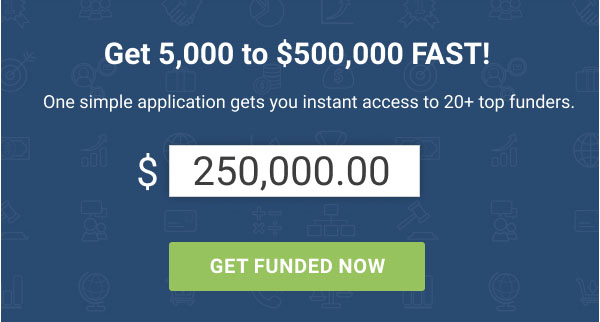 Get 5,000 to $500,000 FAST!
One simple application gets you instant access to 20+ top funders.
$ 250,000.00
GET FUNDED NOW